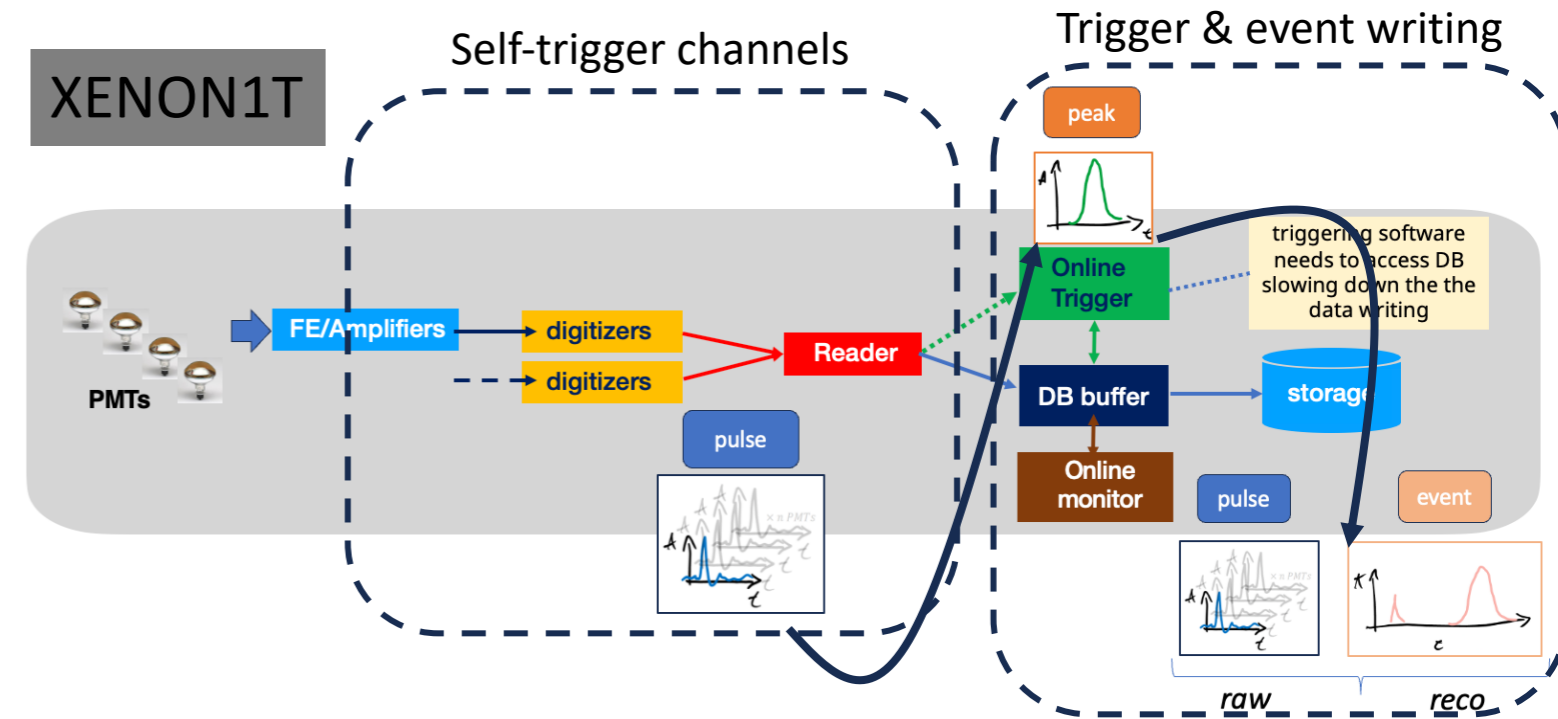 XENON1T
Self-trigger channels
Trigger & event writing
peak
A
t
triggering software
needs to access DB
slowing down the the
data writing
Online
Trigger
FE/Amplifiers
digitizers
digitizers
Reader
PMTs
DB buffer
storage
Online
monitor
pulse
× n PMTs
A
A
A
A
A
t
t
t
t
pulse
× n PMTs
A
A
A
A
t
t
t
t
event
A
t
raw
reco